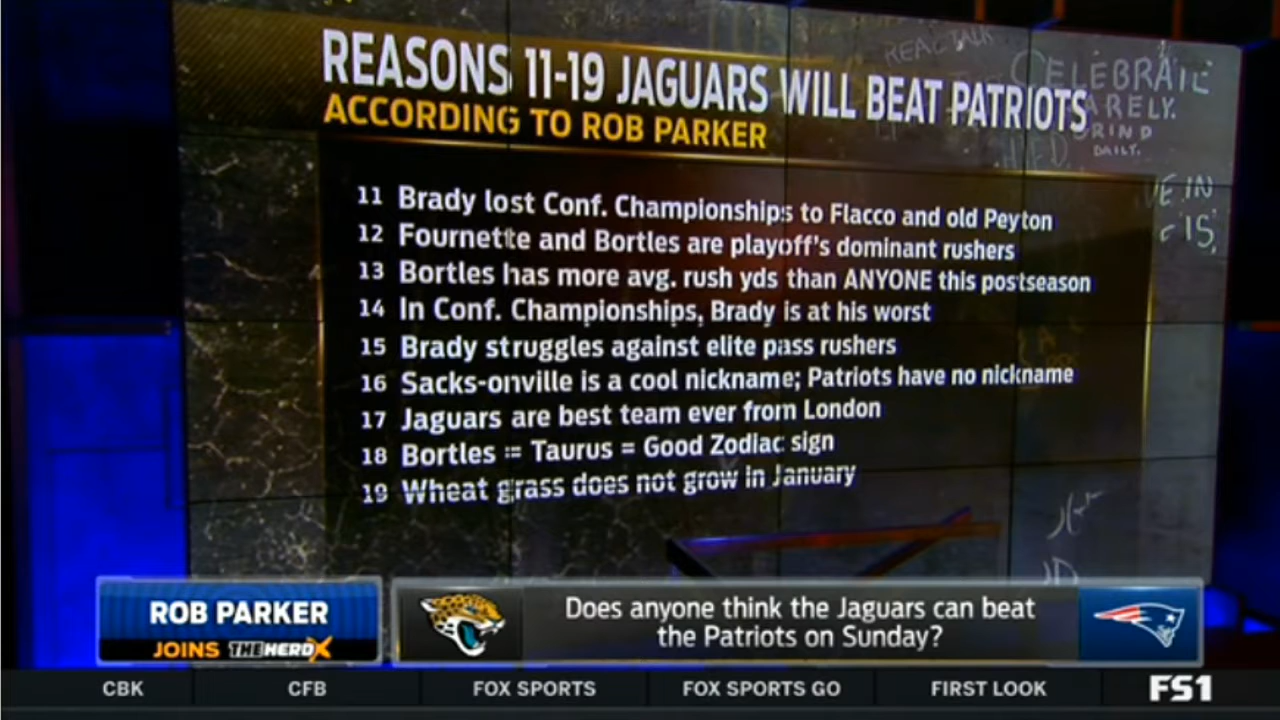 REAL TALK
CELEBRATE
RARELY.
GRIND
DAILY.
REASONS 11-19 JAGUARS WILL BEAT PATRIOTS
ACCORDING TO ROB PARKER
11 Brady lost Conf. Championships to Flacco and old Peyton
12 Fournette and Bortles are playoff's dominant rushers
13 Bortles has more avg. rush yds than ANYONE this postseason
14 In Conf. Championships, Brady is at his worst
15 Brady struggles against elite pass rushers
16 Sacks-onville is a cool nickname; Patriots have no nickname
17 Jaguars are best team ever from London
18 Bortles = Taurus = Good Zodiac sign
19 Wheat grass does not grow in January
ROB PARKER
JOINS THE HERD
Does anyone think the Jaguars can beat
the Patriots on Sunday?
CBK CFB FOX SPORTS FOX SPORTS GO FIRST LOOK FS1